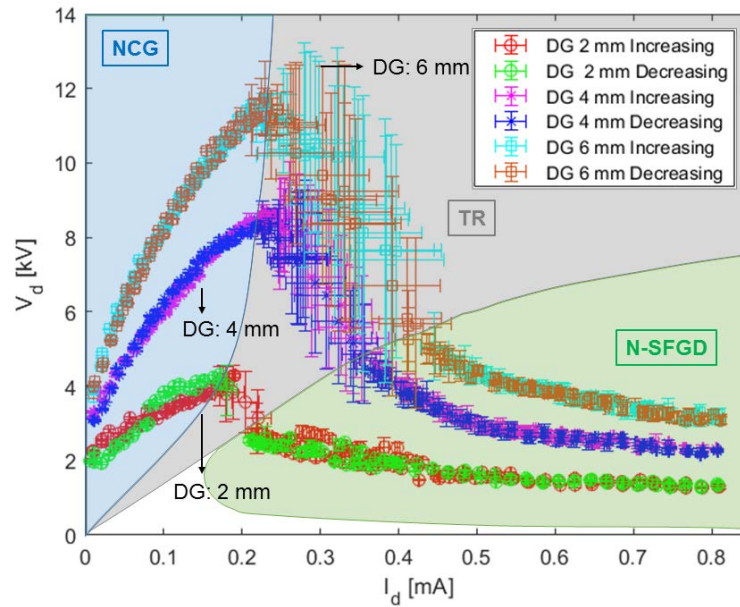 14
12
10
8
6
4
2
0
V_d [kV]
NCG
DG: 6 mm
DG 2 mm Increasing
DG 2 mm Decreasing
DG 4 mm Increasing
DG 4 mm Decreasing
DG 6 mm Increasing
DG 6 mm Decreasing
TR
DG: 4 mm
N-SFGD
DG: 2 mm
0 0.1 0.2 0.3 0.4 0.5 0.6 0.7 0.8
I_d [mA]